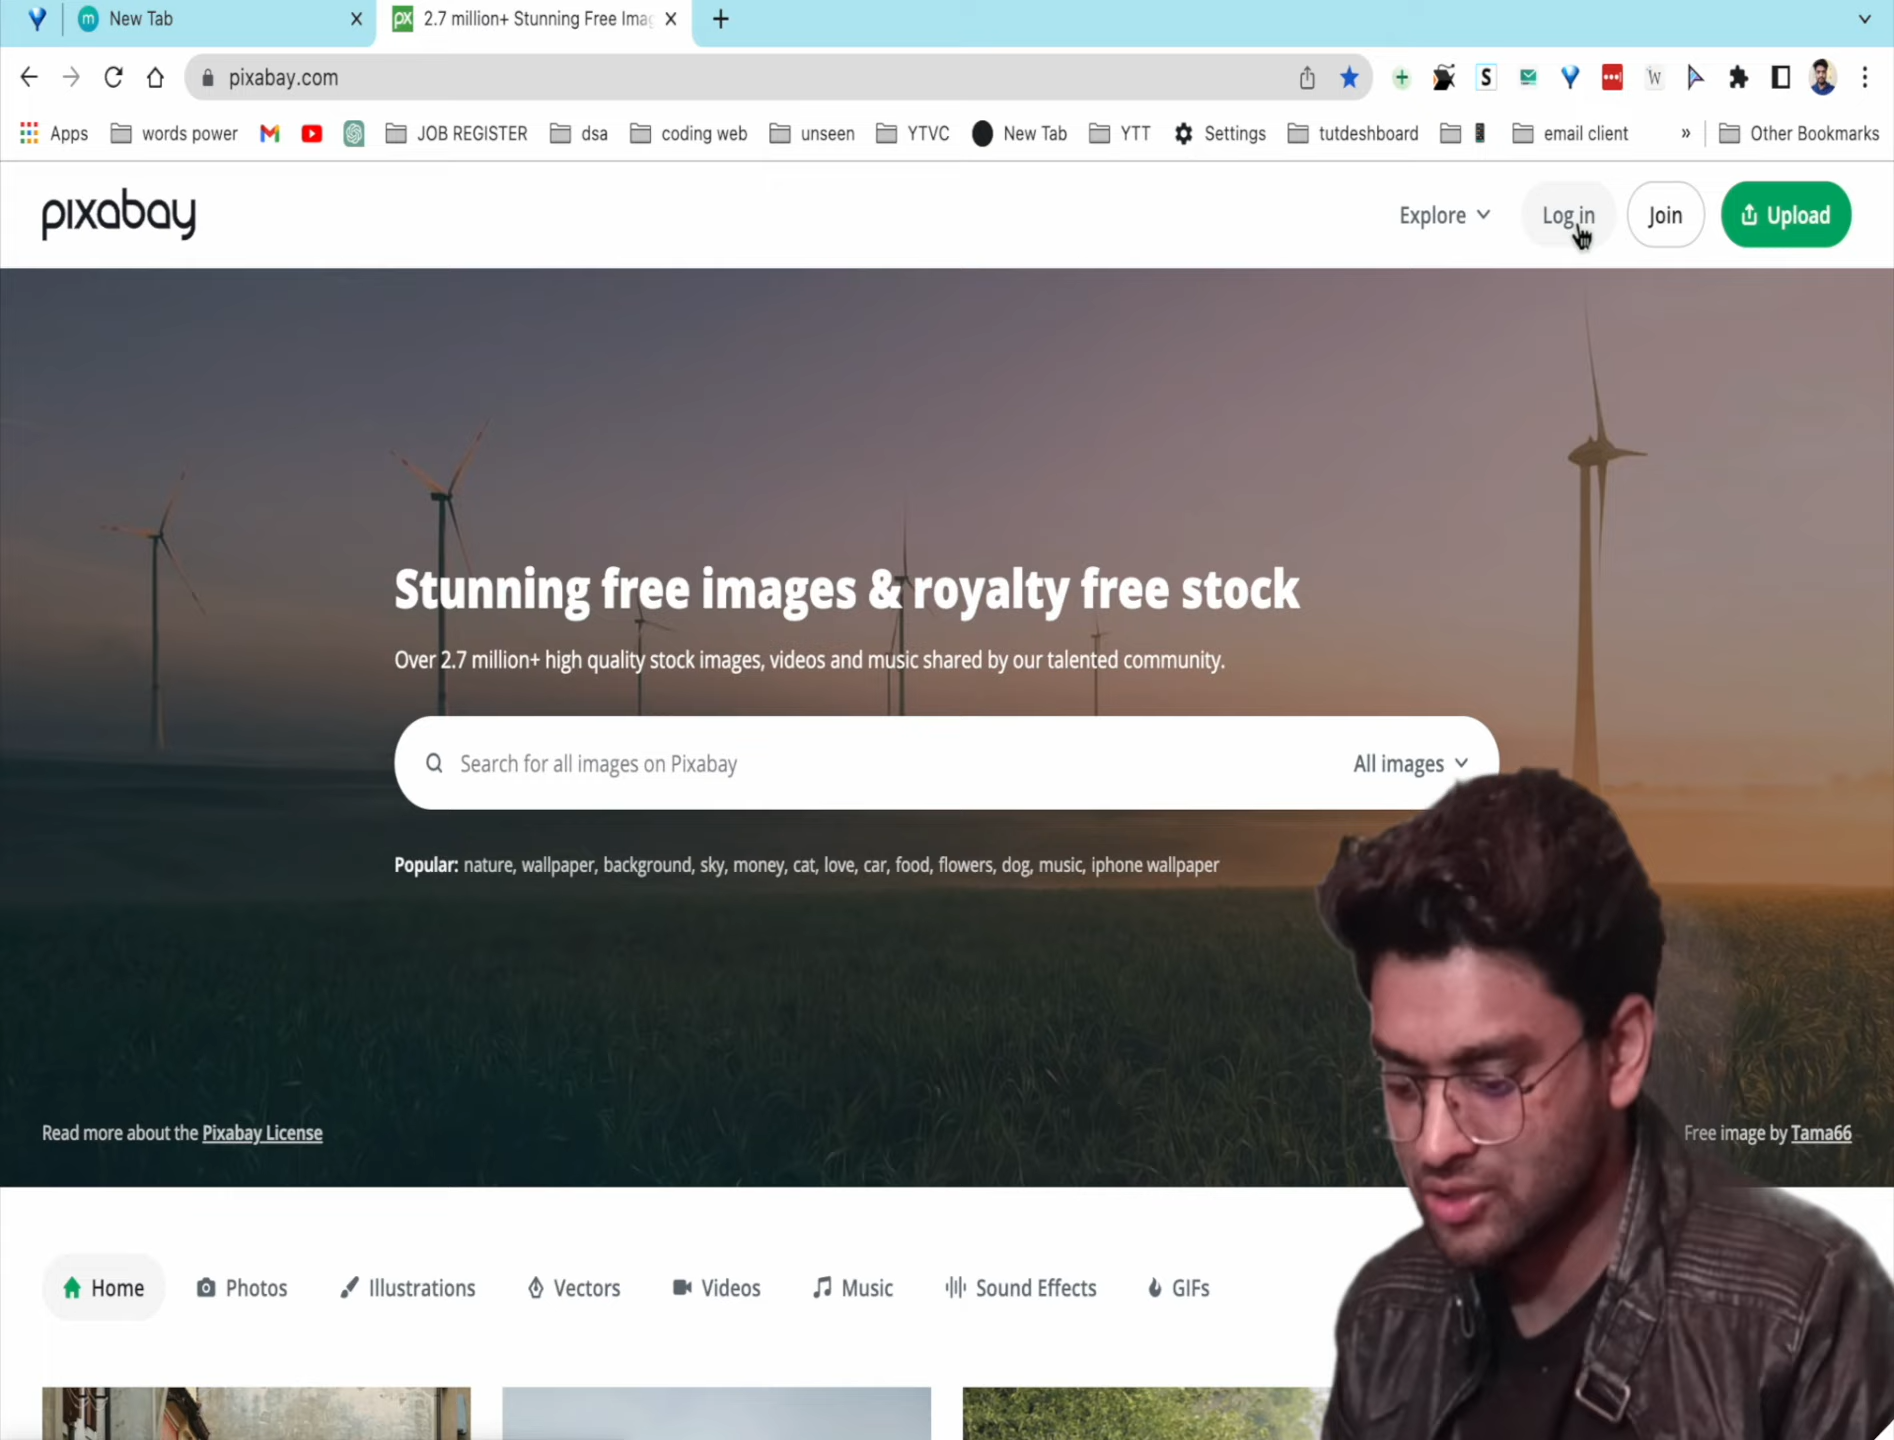 New Tab
2.7 million+ Stunning Free Ima
pixabay.com
Apps words power JOB REGISTER dsa coding web unseen YTVC New Tab YTT Settings tutdeshboard email client » Other Bookmarks
pixabay
Explore Log in Join Upload
Stunning free images & royalty free stock
Over 2.7 million+ high quality stock images, videos and music shared by our talented community.
Search for all images on Pixabay All images
Popular: nature, wallpaper, background, sky, money, cat, love, car, food, flowers, dog, music, iphone wallpaper
Read more about the Pixabay License
Free image by Tama66
Home Photos Illustrations Vectors Videos Music Sound Effects GIFs